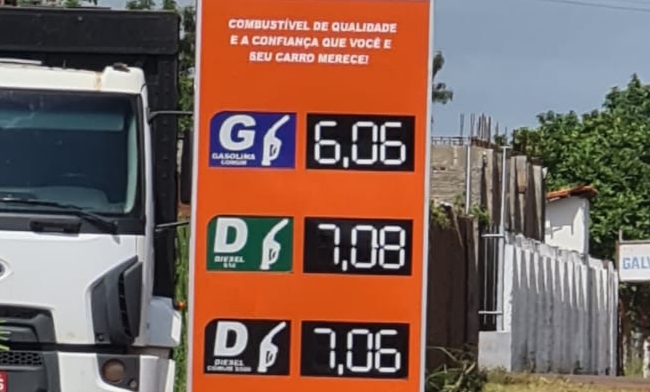 COMBUSTÍVEL DE QUALIDADE
E A CONFIANÇA QUE VOCÊ E
SEU CARRO MERECE!
G
GASOLINA
COMUM
6,06
D
DIESEL
S10
7,08
D
DIESEL
COMUM S500
7,06
GALV